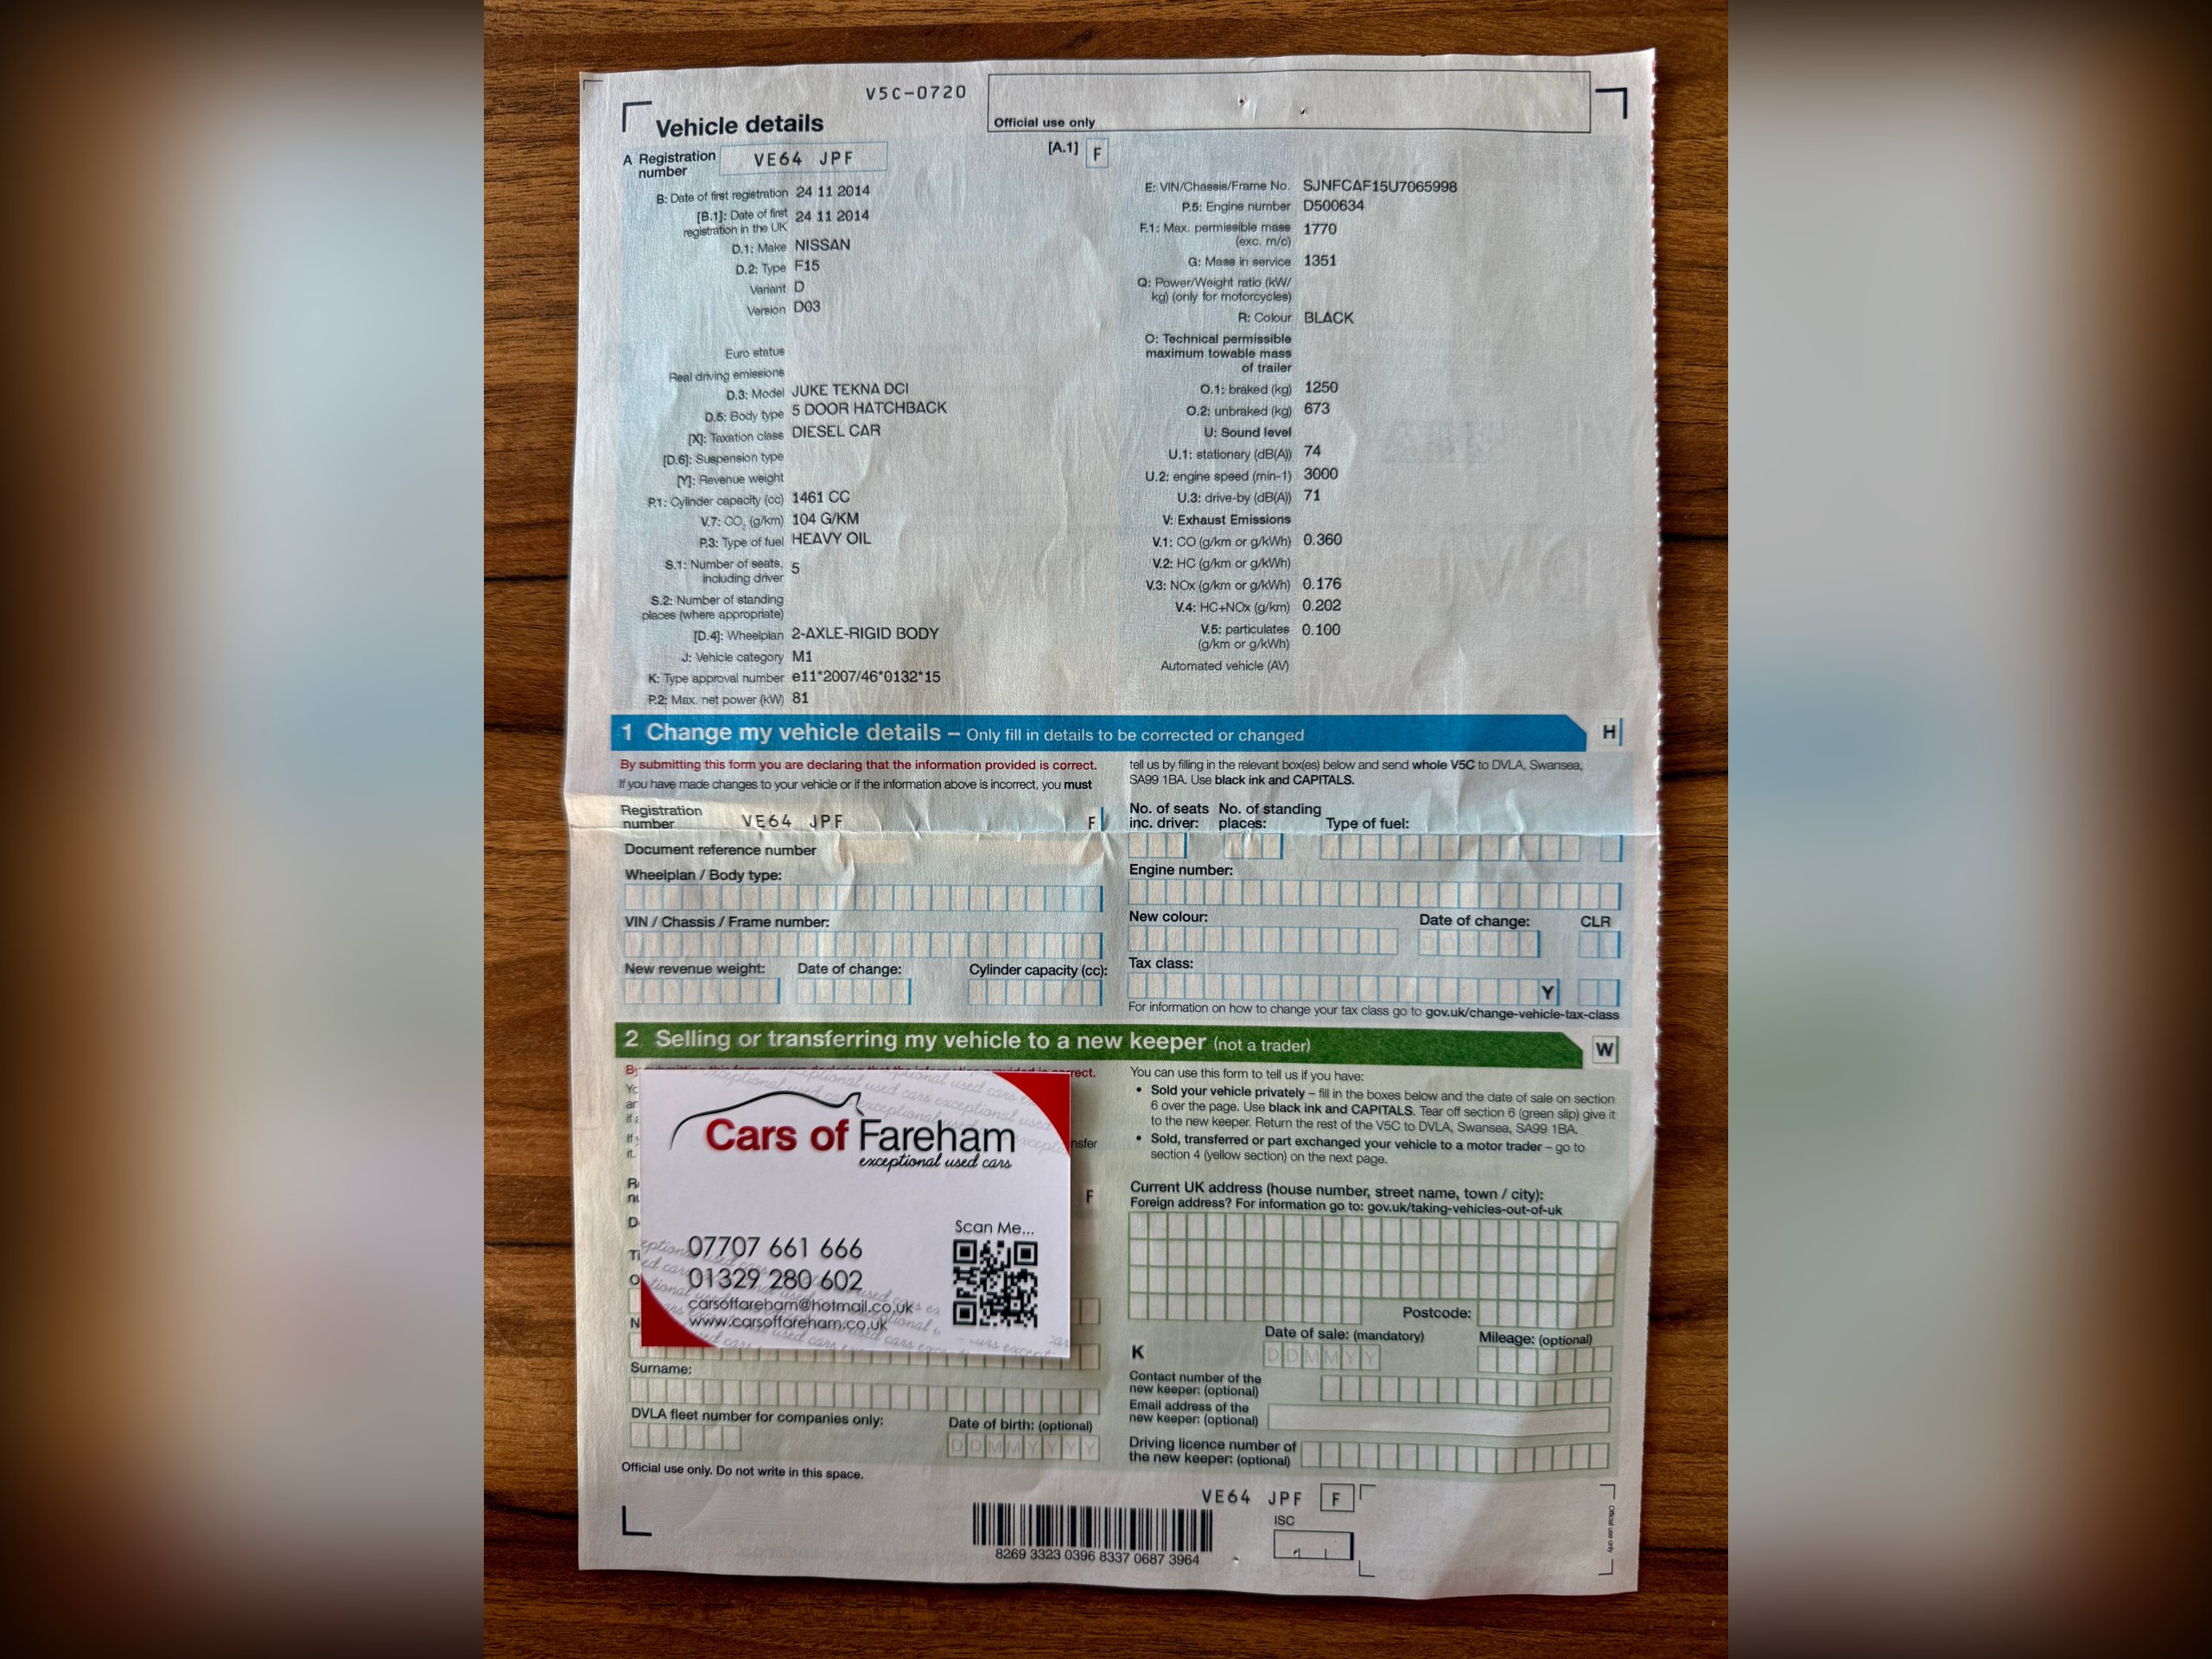 V5C-0720
Official use only
Vehicle details
A Registration number VE64 JPF
[A.1] F
B: Date of first registration 24 11 2014
[B.1]: Date of first registration in the UK 24 11 2014
D.1: Make NISSAN
D.2: Type F15
Variant D
Version D03
Euro status
Real driving emissions
D.3: Model JUKE TEKNA DCI
D.5: Body type 5 DOOR HATCHBACK
[X]: Taxation class DIESEL CAR
[D.6]: Suspension type
[Y]: Revenue weight
P.1: Cylinder capacity (cc) 1461 CC
V.7: CO2 (g/km) 104 G/KM
P.3: Type of fuel HEAVY OIL
S.1: Number of seats, including driver 5
S.2: Number of standing places (where appropriate)
[D.4]: Wheelplan 2-AXLE-RIGID BODY
J: Vehicle category M1
K: Type approval number e11*2007/46*0132*15
P.2: Max. net power (kW) 81
E: VIN/Chassis/Frame No. SJNFCAF15U7065998
P.5: Engine number D500634
F.1: Max. permissible mass (exc. m/c) 1770
G: Mass in service 1351
Q: Power/Weight ratio (kW/kg) (only for motorcycles)
R: Colour BLACK
O: Technical permissible maximum towable mass of trailer
O.1: braked (kg) 1250
O.2: unbraked (kg) 673
U: Sound level
U.1: stationary (dB(A)) 74
U.2: engine speed (min-1) 3000
U.3: drive-by (dB(A)) 71
V: Exhaust Emissions
V.1: CO (g/km or g/kWh) 0.360
V.2: HC (g/km or g/kWh)
V.3: NOx (g/km or g/kWh) 0.176
V.4: HC+NOx (g/km) 0.202
V.5: particulates (g/km or g/kWh) 0.100
Automated vehicle (AV)
1 Change my vehicle details – Only fill in details to be corrected or changed
H
By submitting this form you are declaring that the information provided is correct.
If you have made changes to your vehicle or if the information above is incorrect, you must
tell us by filling in the relevant box(es) below and send whole V5C to DVLA, Swansea,
SA99 1BA. Use black ink and CAPITALS.
Registration number VE64 JPF F
Document reference number
Wheelplan / Body type:
VIN / Chassis / Frame number:
New revenue weight: Date of change: Cylinder capacity (cc):
No. of seats inc. driver: No. of standing places: Type of fuel:
Engine number:
New colour: Date of change: CLR
Tax class:
Y
For information on how to change your tax class go to gov.uk/change-vehicle-tax-class
2 Selling or transferring my vehicle to a new keeper (not a trader)
W
Cars of Fareham
exceptional used cars
Scan Me...
07707 661 666
01329 280 602
carsoffareham@hotmail.co.uk
www.carsoffareham.co.uk
F
Surname:
DVLA fleet number for companies only: Date of birth: (optional)
DDMMYYYY
Official use only. Do not write in this space.
You can use this form to tell us if you have:
• Sold your vehicle privately – fill in the boxes below and the date of sale on section
6 over the page. Use black ink and CAPITALS. Tear off section 6 (green slip) give it
to the new keeper. Return the rest of the V5C to DVLA, Swansea, SA99 1BA.
• Sold, transferred or part exchanged your vehicle to a motor trader – go to
section 4 (yellow section) on the next page.
Current UK address (house number, street name, town / city):
Foreign address? For information go to: gov.uk/taking-vehicles-out-of-uk
Postcode:
Date of sale: (mandatory) Mileage: (optional)
K
DDMMYY
Contact number of the new keeper: (optional)
Email address of the new keeper: (optional)
Driving licence number of the new keeper: (optional)
VE64 JPF F
ISC
8269 3323 0396 8337 0687 3964
Official use only